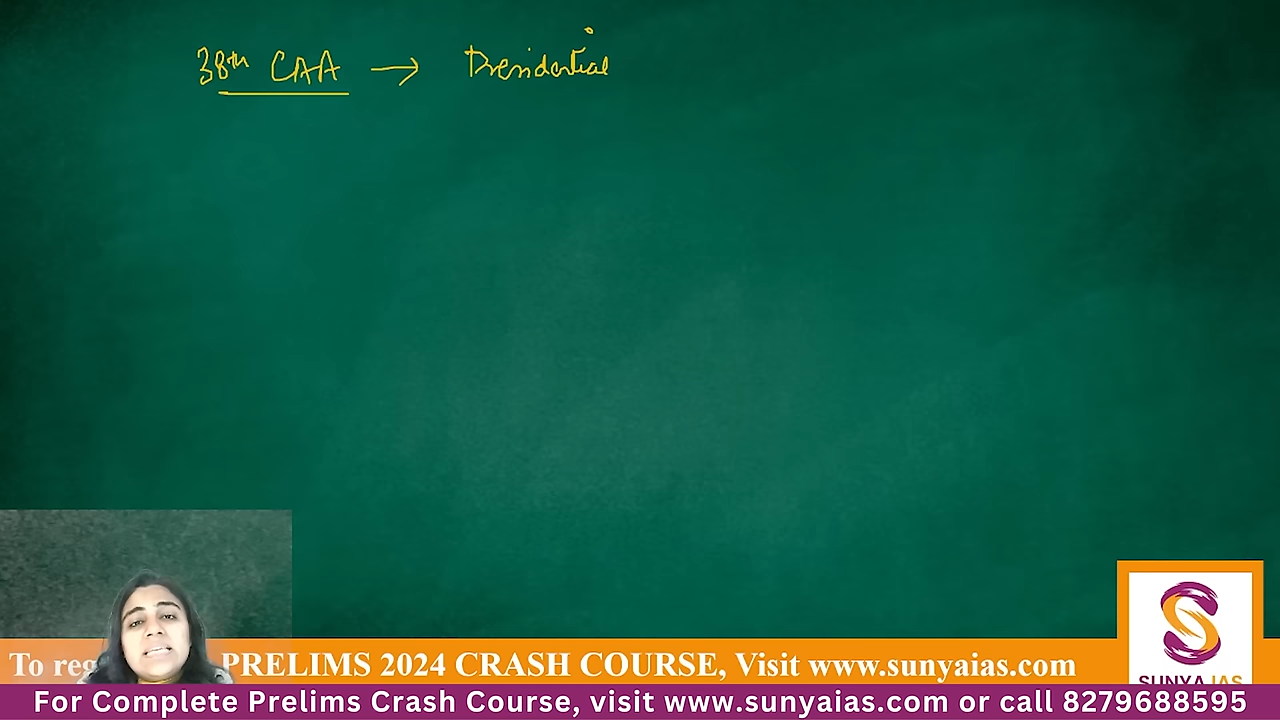 38th CAA → Presidential
To reg PRELIMS 2024 CRASH COURSE, Visit www.sunyaias.com
SUNYA IAS
For Complete Prelims Crash Course, visit www.sunyaias.com or call 8279688595